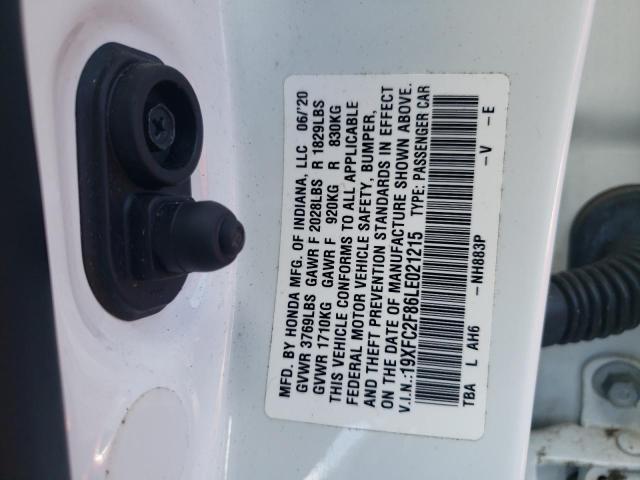 MFD. BY HONDA MFG. OF INDIANA, LLC 06/'20
GVWR 3769LBS GAWR F 2028LBS R 1829LBS
GVWR 1710KG GAWR F 920KG R 830KG
THIS VEHICLE CONFORMS TO ALL APPLICABLE
FEDERAL MOTOR VEHICLE SAFETY, BUMPER,
AND THEFT PREVENTION STANDARDS IN EFFECT
ON THE DATE OF MANUFACTURE SHOWN ABOVE.
V.I.N.:19XFC2F86LE021215 TYPE: PASSENGER CAR
TBA L AH6 -NH883P -V -E